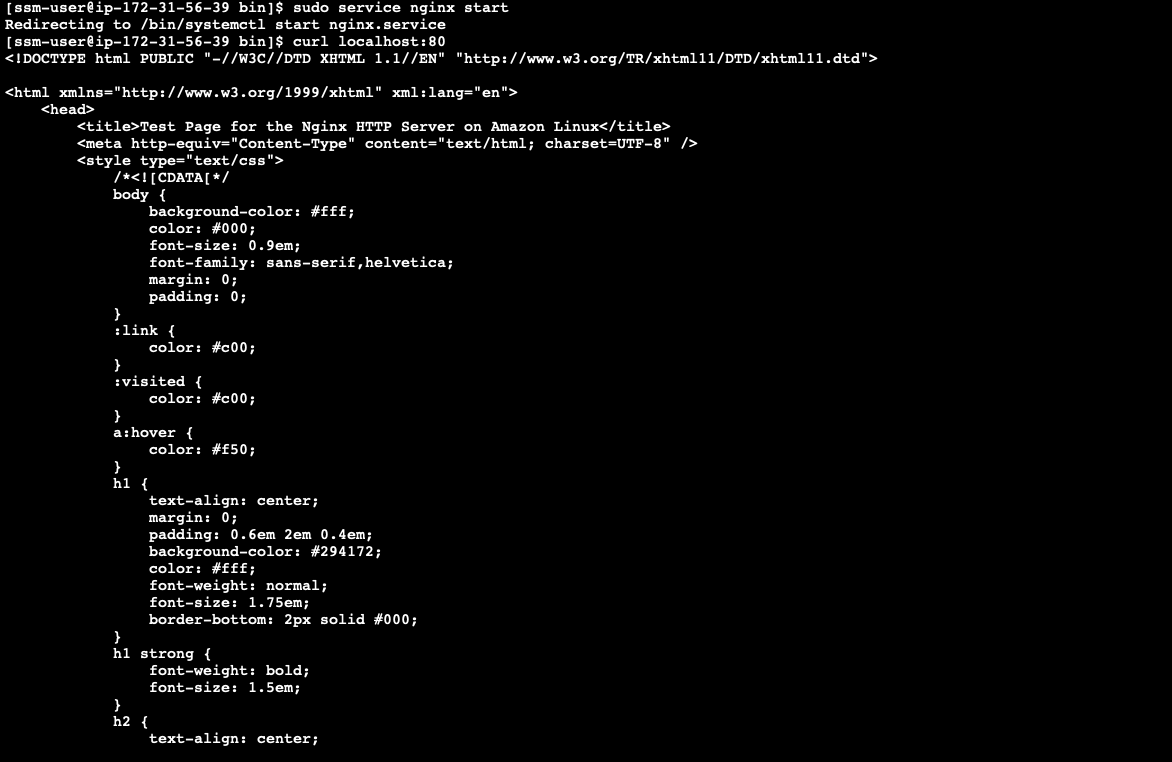 [ssm-user@ip-172-31-56-39 bin]$ sudo service nginx start
Redirecting to /bin/systemctl start nginx.service
[ssm-user@ip-172-31-56-39 bin]$ curl localhost:80
<!DOCTYPE html PUBLIC "-//W3C//DTD XHTML 1.1//EN" "http://www.w3.org/TR/xhtml11/DTD/xhtml11.dtd">

<html xmlns="http://www.w3.org/1999/xhtml" xml:lang="en">
    <head>
        <title>Test Page for the Nginx HTTP Server on Amazon Linux</title>
        <meta http-equiv="Content-Type" content="text/html; charset=UTF-8" />
        <style type="text/css">
            /*<![CDATA[*/
            body {
                background-color: #fff;
                color: #000;
                font-size: 0.9em;
                font-family: sans-serif,helvetica;
                margin: 0;
                padding: 0;
            }
            :link {
                color: #c00;
            }
            :visited {
                color: #c00;
            }
            a:hover {
                color: #f50;
            }
            h1 {
                text-align: center;
                margin: 0;
                padding: 0.6em 2em 0.4em;
                background-color: #294172;
                color: #fff;
                font-weight: normal;
                font-size: 1.75em;
                border-bottom: 2px solid #000;
            }
            h1 strong {
                font-weight: bold;
                font-size: 1.5em;
            }
            h2 {
                text-align: center;